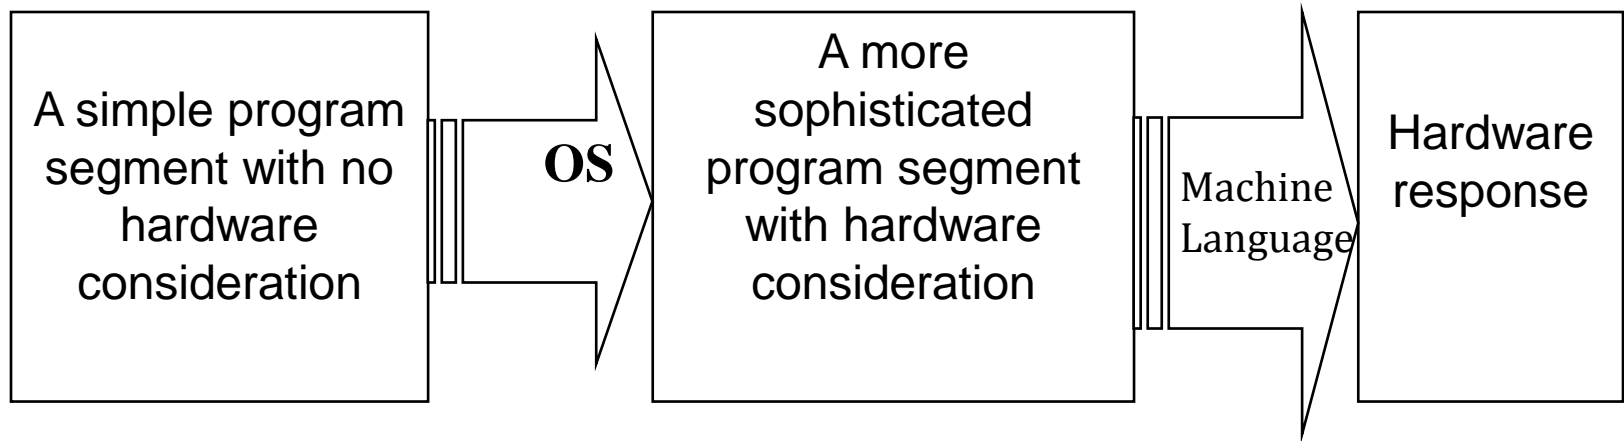 A simple program
segment with no
hardware
consideration
OS
A more
sophisticated
program segment
with hardware
consideration
Machine
Language
Hardware
response